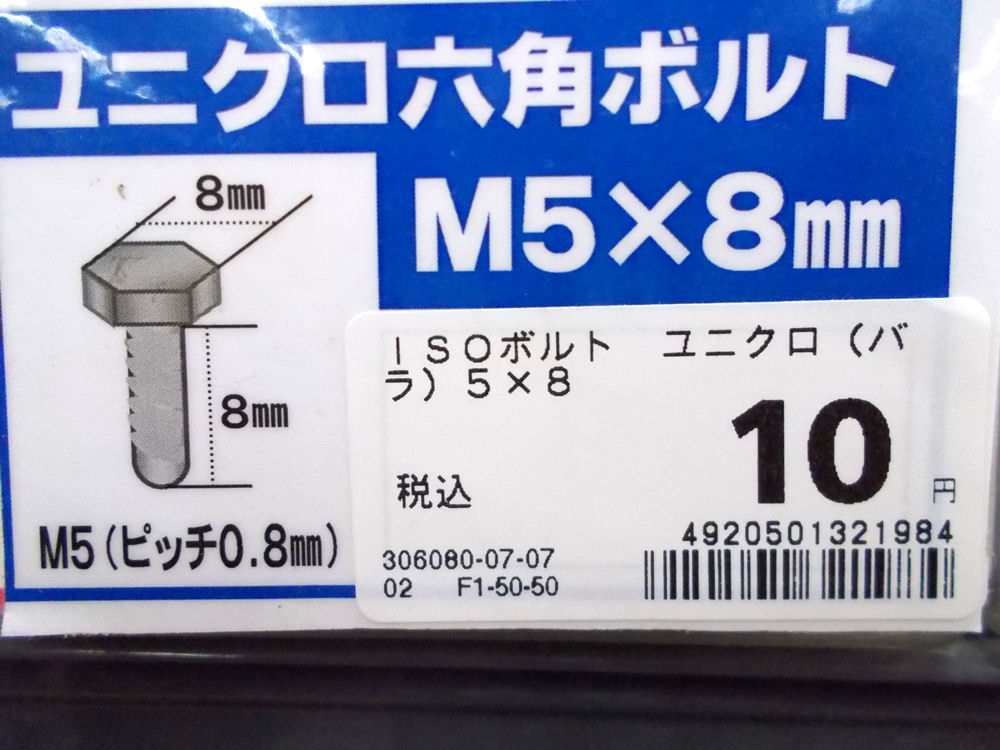 ユニクロ六角ボルト
M5×8mm
8mm
8mm
M5(ピッチ0.8mm)
ISOボルト　ユニクロ(バ
ラ)5×8
10
税込
円
4920501321984
306080-07-07
02 F1-50-50